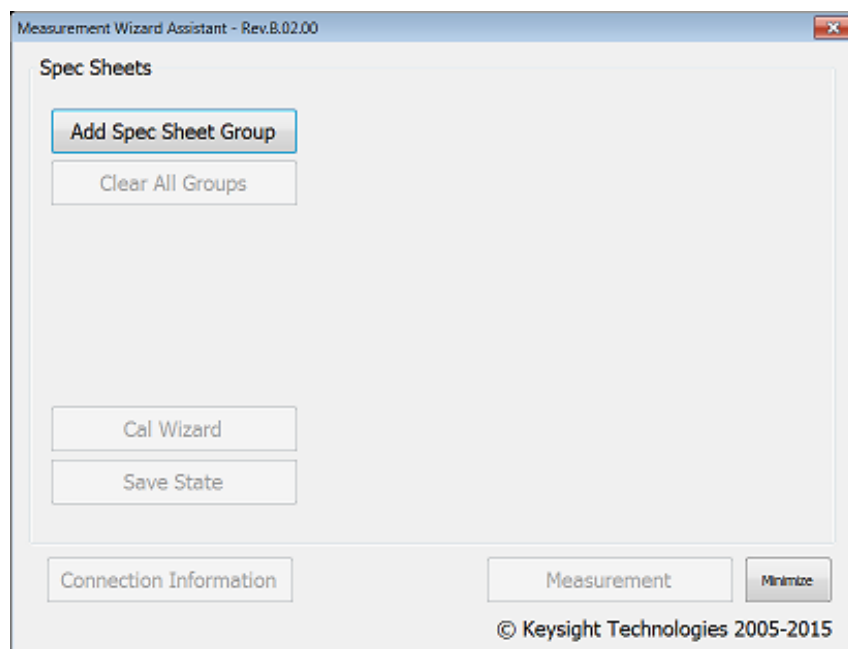 Measurement Wizard Assistant - Rev.B.02.00
Spec Sheets
Add Spec Sheet Group
Clear All Groups
Cal Wizard
Save State
Connection Information
Measurement
Minimize
© Keysight Technologies 2005-2015